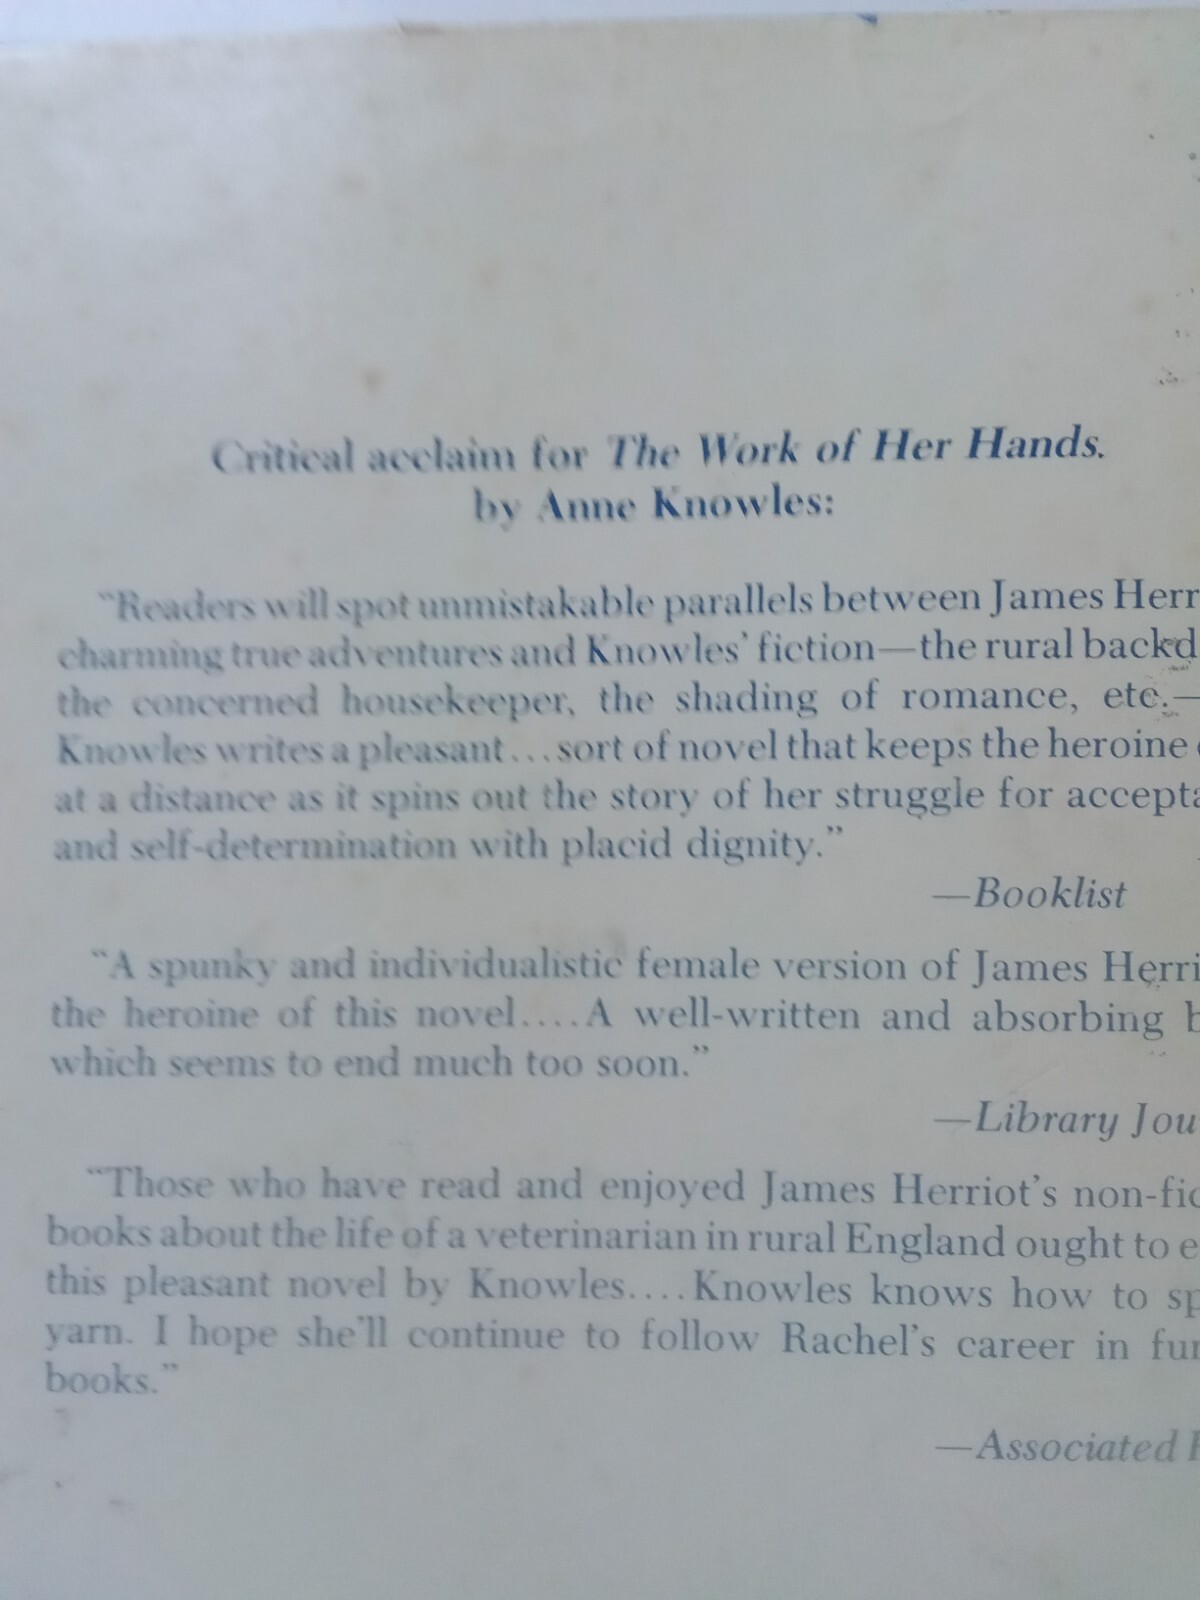 Critical acclaim for The Work of Her Hands.
by Anne Knowles:
"Readers will spot unmistakable parallels between James Herr
charming true adventures and Knowles' fiction—the rural backd
the concerned housekeeper, the shading of romance, etc.—
Knowles writes a pleasant...sort of novel that keeps the heroine
at a distance as it spins out the story of her struggle for accepta
and self-determination with placid dignity."
—Booklist
"A spunky and individualistic female version of James Herri
the heroine of this novel....A well-written and absorbing b
which seems to end much too soon."
—Library Jou
"Those who have read and enjoyed James Herriot's non-fic
books about the life of a veterinarian in rural England ought to e
this pleasant novel by Knowles....Knowles knows how to sp
yarn. I hope she'll continue to follow Rachel's career in fur
books."
—Associated